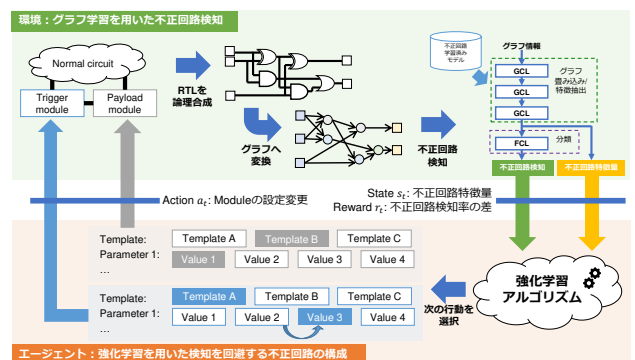 環境：グラフ学習を用いた不正回路検知
Normal circuit
Trigger
module
Payload
module
RTLを
論理合成
グラフへ
変換
不正回路
検知
不正回路
学習済み
モデル
グラフ情報
GCL
GCL
GCL
グラフ
畳み込み/
特徴抽出
FCL
分類
不正回路検知
不正回路特徴量
Action a_t: Moduleの設定変更
State s_t: 不正回路特徴量
Reward r_t: 不正回路検知率の差
Template:
Template A
Template B
Template C
Parameter 1:
Value 1
Value 2
Value 3
Value 4
…
Template:
Template A
Template B
Template C
Parameter 1:
Value 1
Value 2
Value 3
Value 4
…
次の行動を
選択
強化学習
アルゴリズム
エージェント：強化学習を用いた検知を回避する不正回路の構成